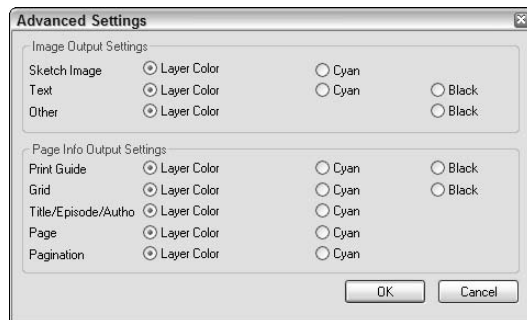 Advanced Settings
Image Output Settings
Sketch Image Layer Color Cyan
Text Layer Color Cyan Black
Other Layer Color Black
Page Info Output Settings
Print Guide Layer Color Cyan Black
Grid Layer Color Cyan Black
Title/Episode/Autho Layer Color Cyan
Page Layer Color Cyan
Pagination Layer Color Cyan
OK Cancel